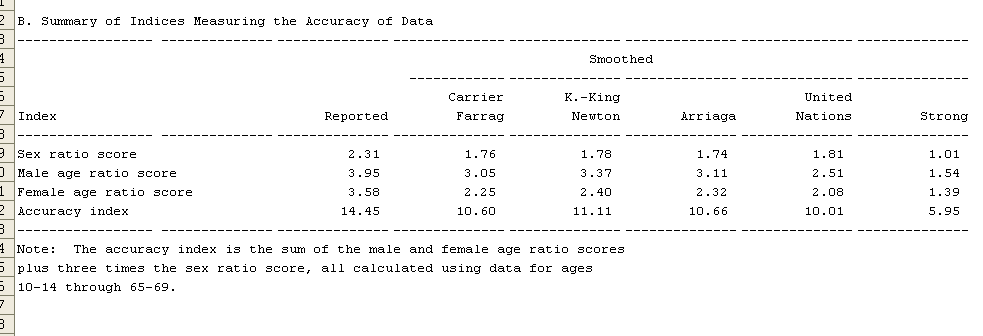 B. Summary of Indices Measuring the Accuracy of Data
Smoothed
Carrier K.-King United
Index Reported Farrag Newton Arriaga Nations Strong
Sex ratio score 2.31 1.76 1.78 1.74 1.81 1.01
Male age ratio score 3.95 3.05 3.37 3.11 2.51 1.54
Female age ratio score 3.58 2.25 2.40 2.32 2.08 1.39
Accuracy index 14.45 10.60 11.11 10.66 10.01 5.95
Note: The accuracy index is the sum of the male and female age ratio scores
plus three times the sex ratio score, all calculated using data for ages
10-14 through 65-69.